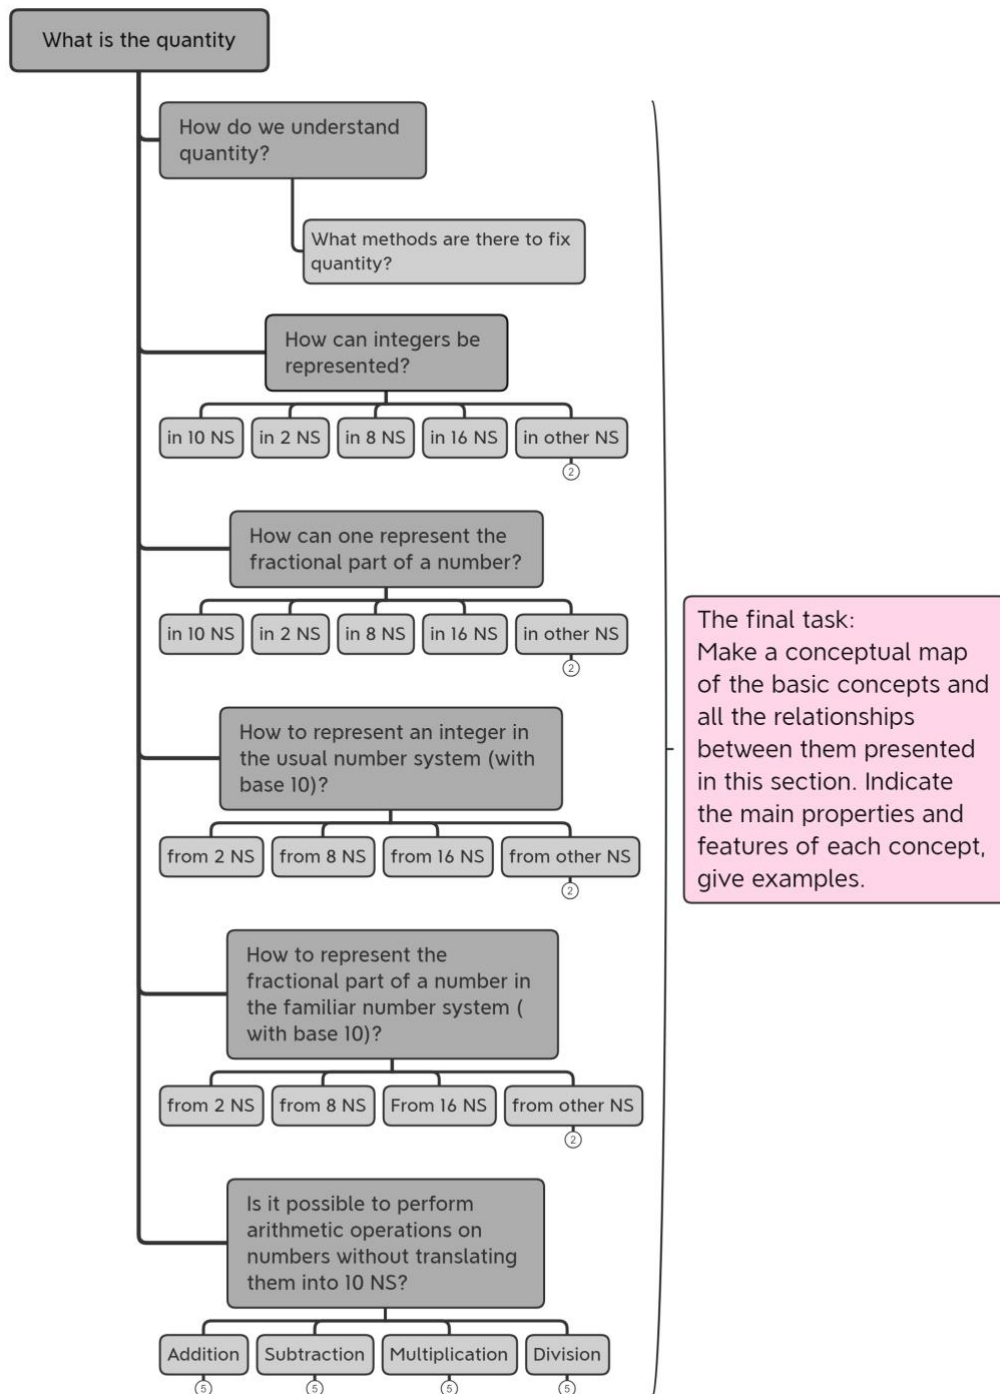 What is the quantity
How do we understand
quantity?
What methods are there to fix
quantity?
How can integers be
represented?
in 10 NS
in 2 NS
in 8 NS
in 16 NS
in other NS
2
How can one represent the
fractional part of a number?
in 10 NS
in 2 NS
in 8 NS
in 16 NS
in other NS
2
How to represent an integer in
the usual number system (with
base 10)?
from 2 NS
from 8 NS
from 16 NS
from other NS
2
How to represent the
fractional part of a number in
the familiar number system (
with base 10)?
from 2 NS
from 8 NS
From 16 NS
from other NS
2
Is it possible to perform
arithmetic operations on
numbers without translating
them into 10 NS?
Addition
Subtraction
Multiplication
Division
5
5
5
5
The final task:
Make a conceptual map
of the basic concepts and
all the relationships
between them presented
in this section. Indicate
the main properties and
features of each concept,
give examples.